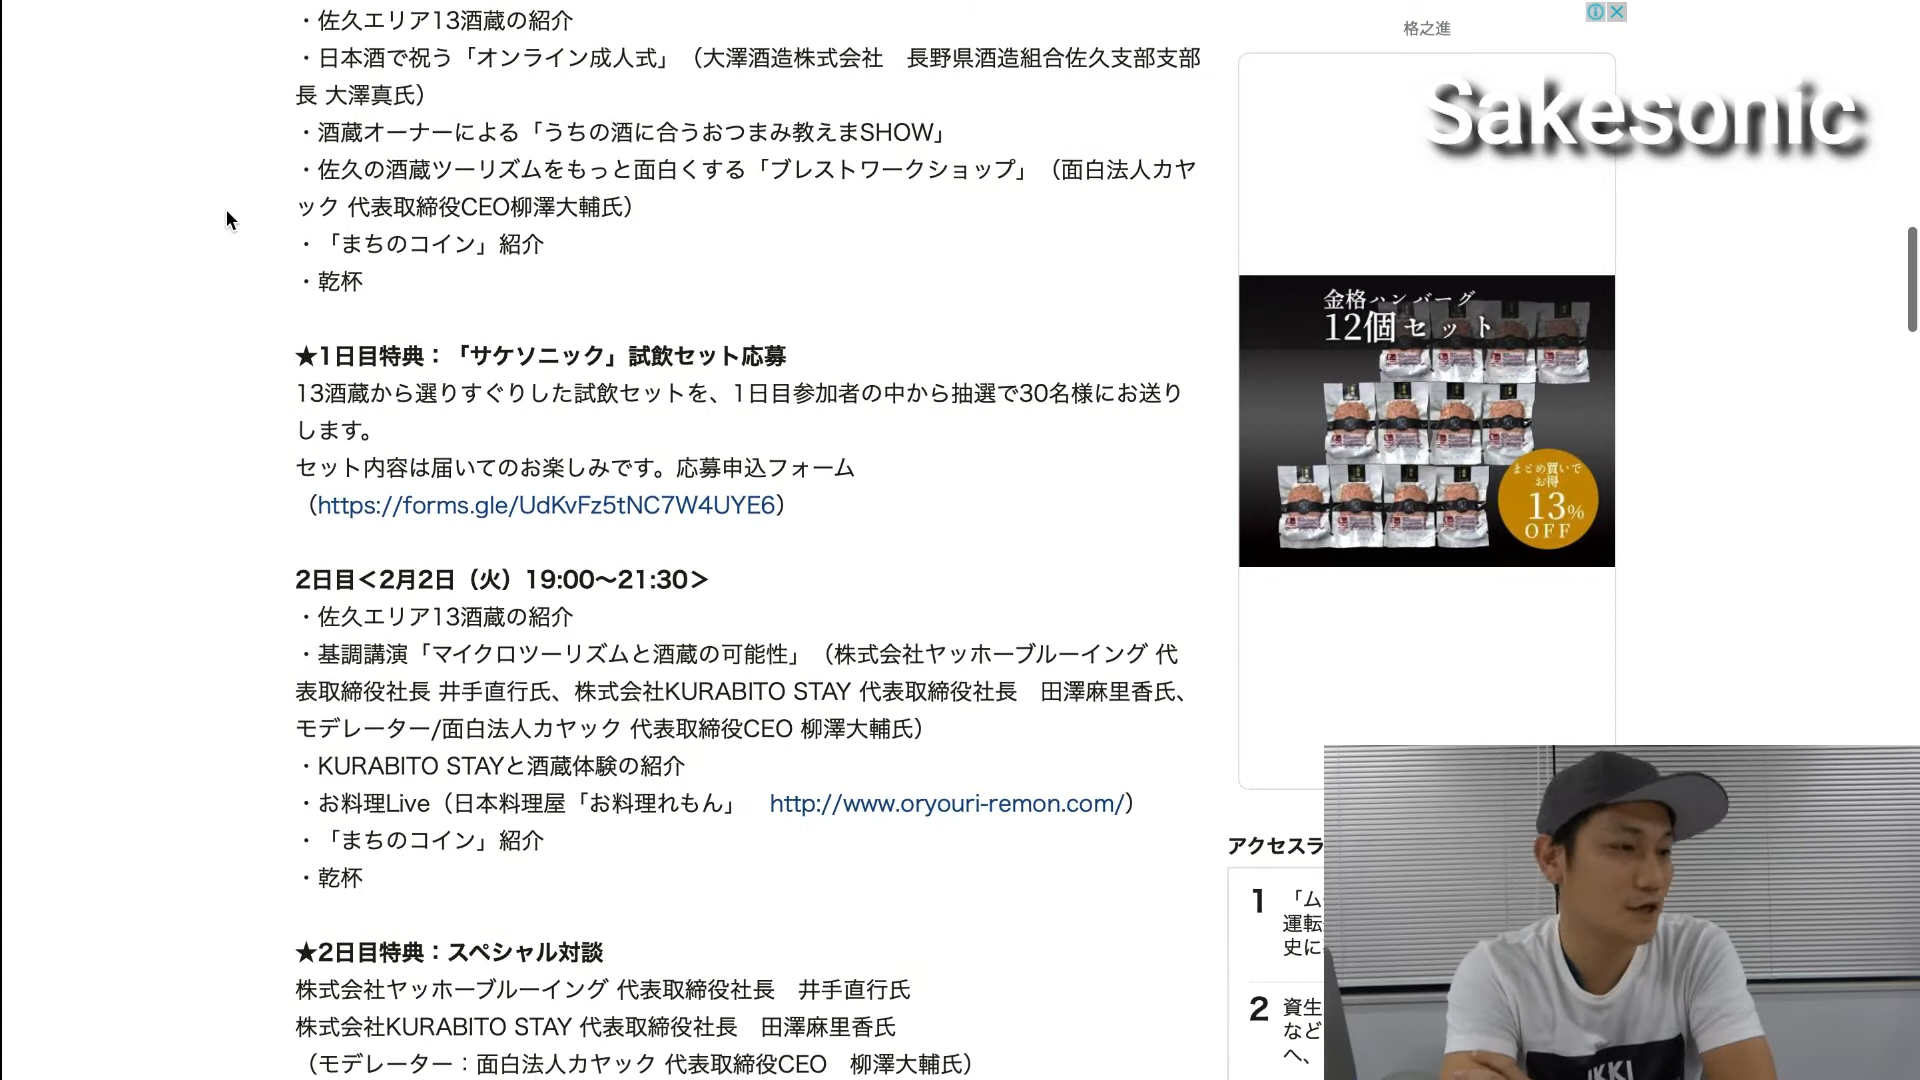 ・佐久エリア13酒蔵の紹介
・日本酒で祝う「オンライン成人式」（大澤酒造株式会社　長野県酒造組合佐久支部支部
長 大澤真氏）
・酒蔵オーナーによる「うちの酒に合うおつまみ教えまSHOW」
・佐久の酒蔵ツーリズムをもっと面白くする「ブレストワークショップ」（面白法人カヤ
ック 代表取締役CEO柳澤大輔氏）
・「まちのコイン」紹介
・乾杯
★1日目特典：「サケソニック」試飲セット応募
13酒蔵から選りすぐりした試飲セットを、1日目参加者の中から抽選で30名様にお送り
します。
セット内容は届いてのお楽しみです。応募申込フォーム
（https://forms.gle/UdKvFz5tNC7W4UYE6）
2日目＜2月2日（火）19:00〜21:30＞
・佐久エリア13酒蔵の紹介
・基調講演「マイクロツーリズムと酒蔵の可能性」（株式会社ヤッホーブルーイング 代
表取締役社長 井手直行氏、株式会社KURABITO STAY 代表取締役社長　田澤麻里香氏、
モデレーター/面白法人カヤック 代表取締役CEO 柳澤大輔氏）
・KURABITO STAYと酒蔵体験の紹介
・お料理Live（日本料理屋「お料理れもん」　http://www.oryouri-remon.com/）
・「まちのコイン」紹介
・乾杯
★2日目特典：スペシャル対談
株式会社ヤッホーブルーイング 代表取締役社長　井手直行氏
株式会社KURABITO STAY 代表取締役社長　田澤麻里香氏
（モデレーター：面白法人カヤック 代表取締役CEO　柳澤大輔氏）
格之進
Sakesonic
金格ハンバーグ
12個セット
まとめ買いで
お得
13%
OFF
アクセスラ
1
「ム
運転
史に
2
資生
など
へ、